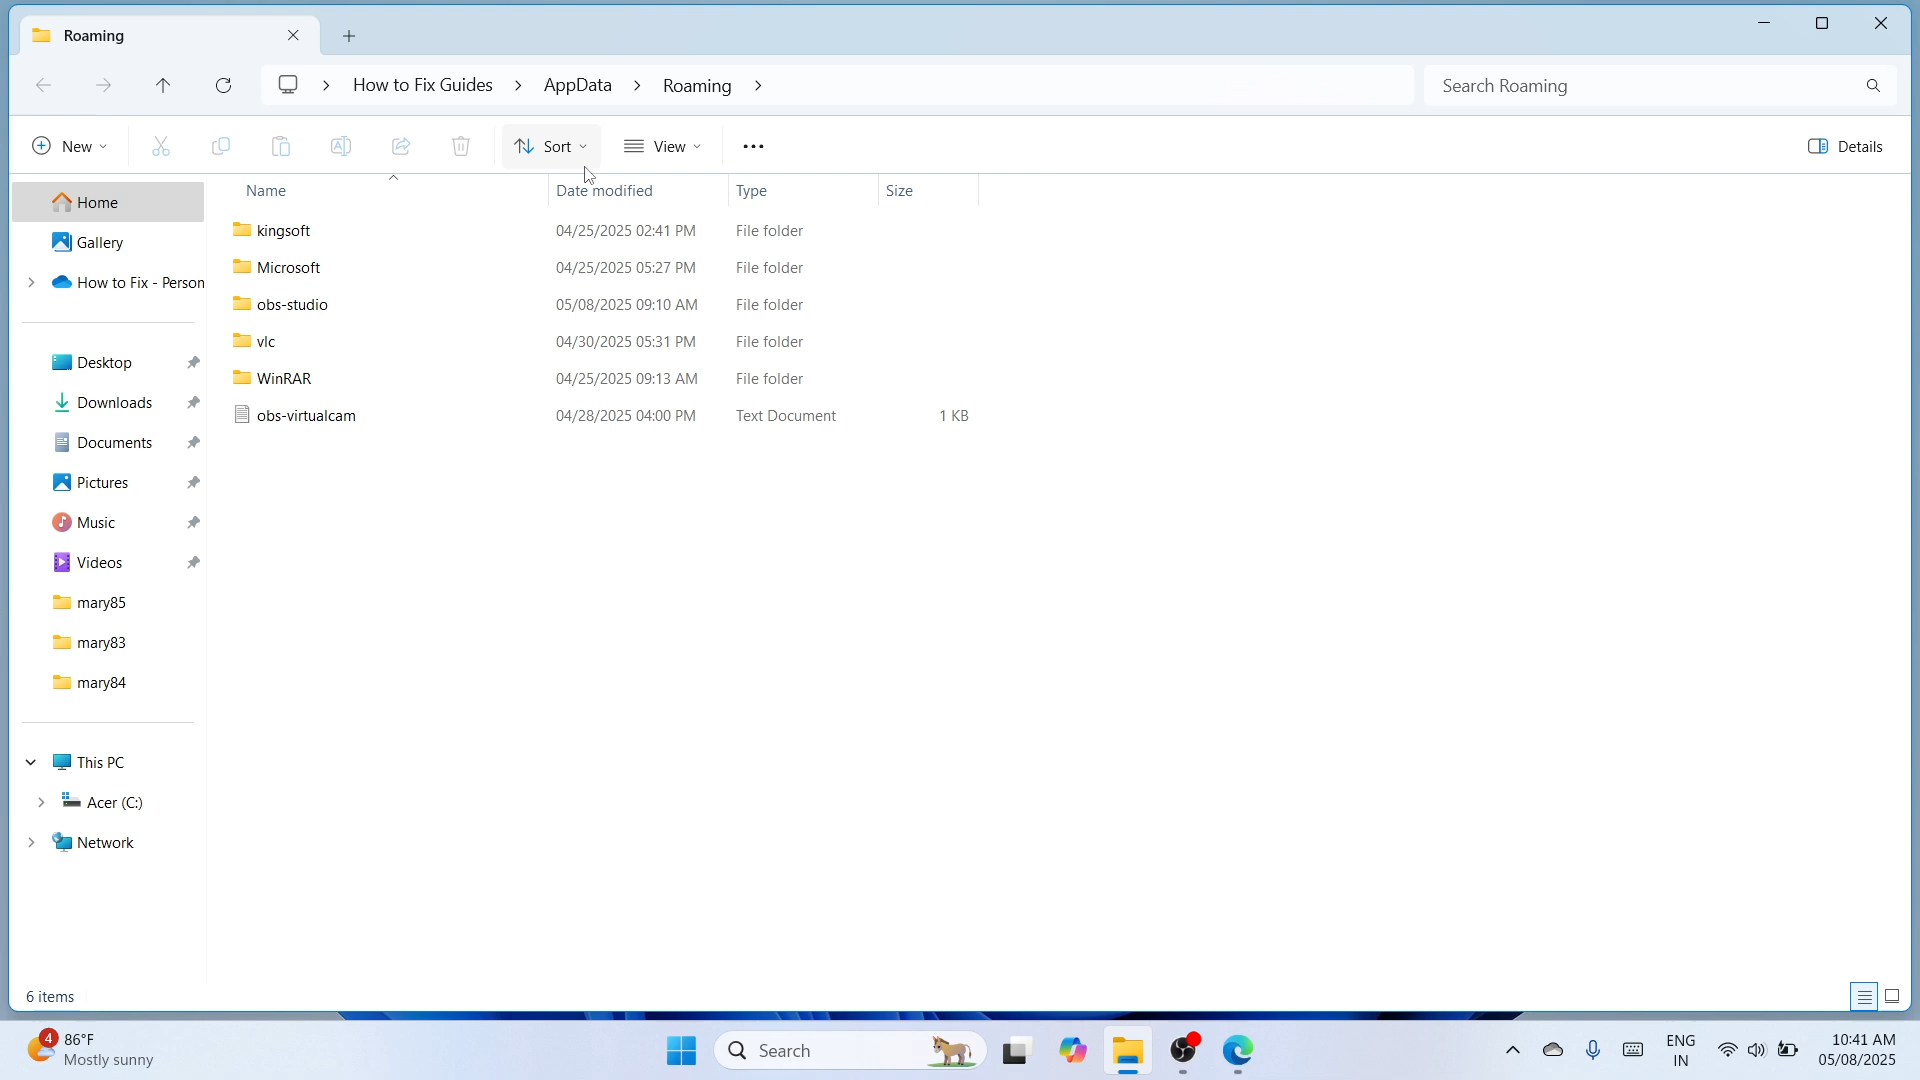 Roaming
How to Fix Guides > AppData > Roaming >
Search Roaming
New
Sort
View
Details
Name Date modified Type Size
Home
Gallery
How to Fix - Person
Desktop
Downloads
Documents
Pictures
Music
Videos
mary85
mary83
mary84
This PC
Acer (C:)
Network
kingsoft 04/25/2025 02:41 PM File folder
Microsoft 04/25/2025 05:27 PM File folder
obs-studio 05/08/2025 09:10 AM File folder
vlc 04/30/2025 05:31 PM File folder
WinRAR 04/25/2025 09:13 AM File folder
obs-virtualcam 04/28/2025 04:00 PM Text Document 1 KB
6 items
4
86°F
Mostly sunny
Search
ENG
IN
10:41 AM
05/08/2025